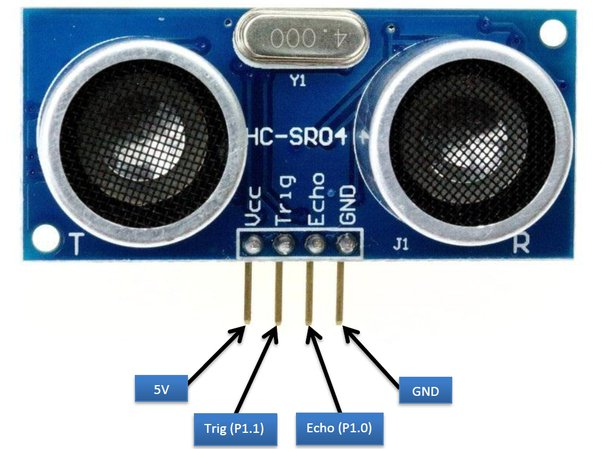 4.000
Y1
HC-SR04
Vcc
Trig
Echo
GND
T
J1
R
5V
GND
Trig (P1.1)
Echo (P1.0)